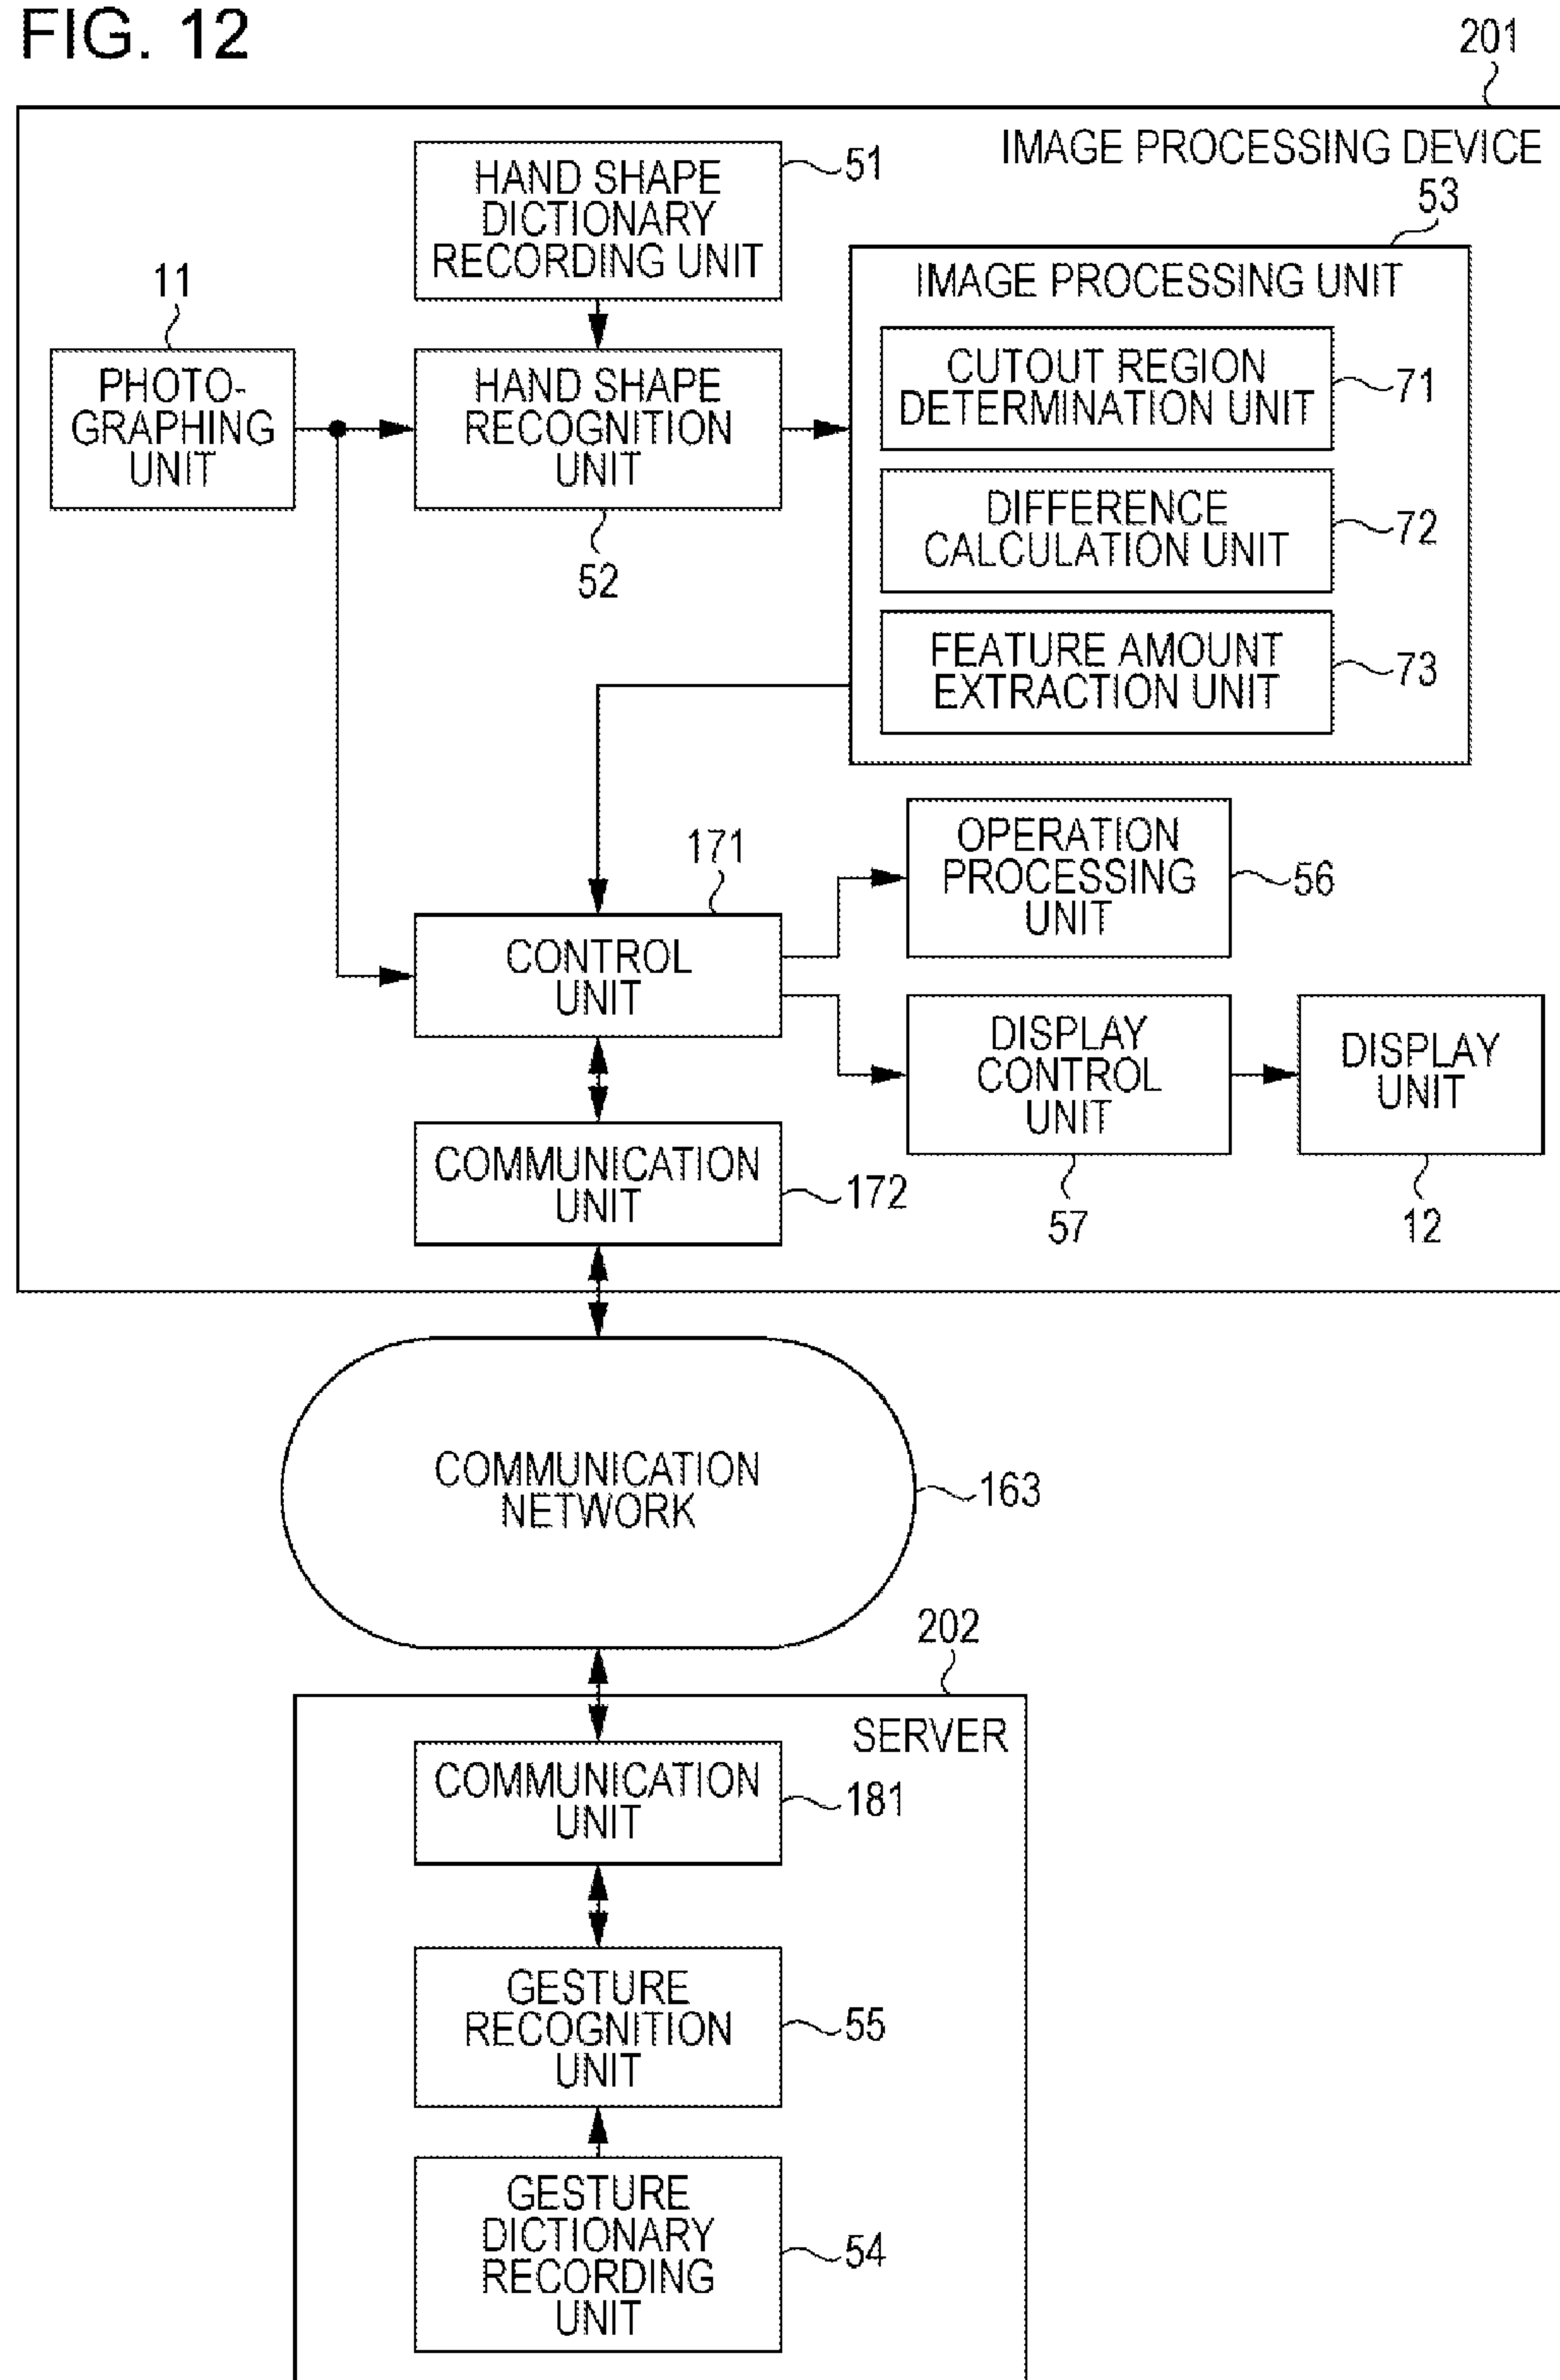 FIG. 12
201
IMAGE PROCESSING DEVICE
HAND SHAPE
DICTIONARY
RECORDING UNIT
51
53
IMAGE PROCESSING UNIT
11
PHOTO-
GRAPHING
UNIT
HAND SHAPE
RECOGNITION
UNIT
52
CUTOUT REGION
DETERMINATION UNIT
71
DIFFERENCE
CALCULATION UNIT
72
FEATURE AMOUNT
EXTRACTION UNIT
73
171
CONTROL
UNIT
OPERATION
PROCESSING
UNIT
56
DISPLAY
CONTROL
UNIT
57
DISPLAY
UNIT
12
COMMUNICATION
UNIT
172
COMMUNICATION
NETWORK
163
202
SERVER
COMMUNICATION
UNIT
181
GESTURE
RECOGNITION
UNIT
55
GESTURE
DICTIONARY
RECORDING
UNIT
54